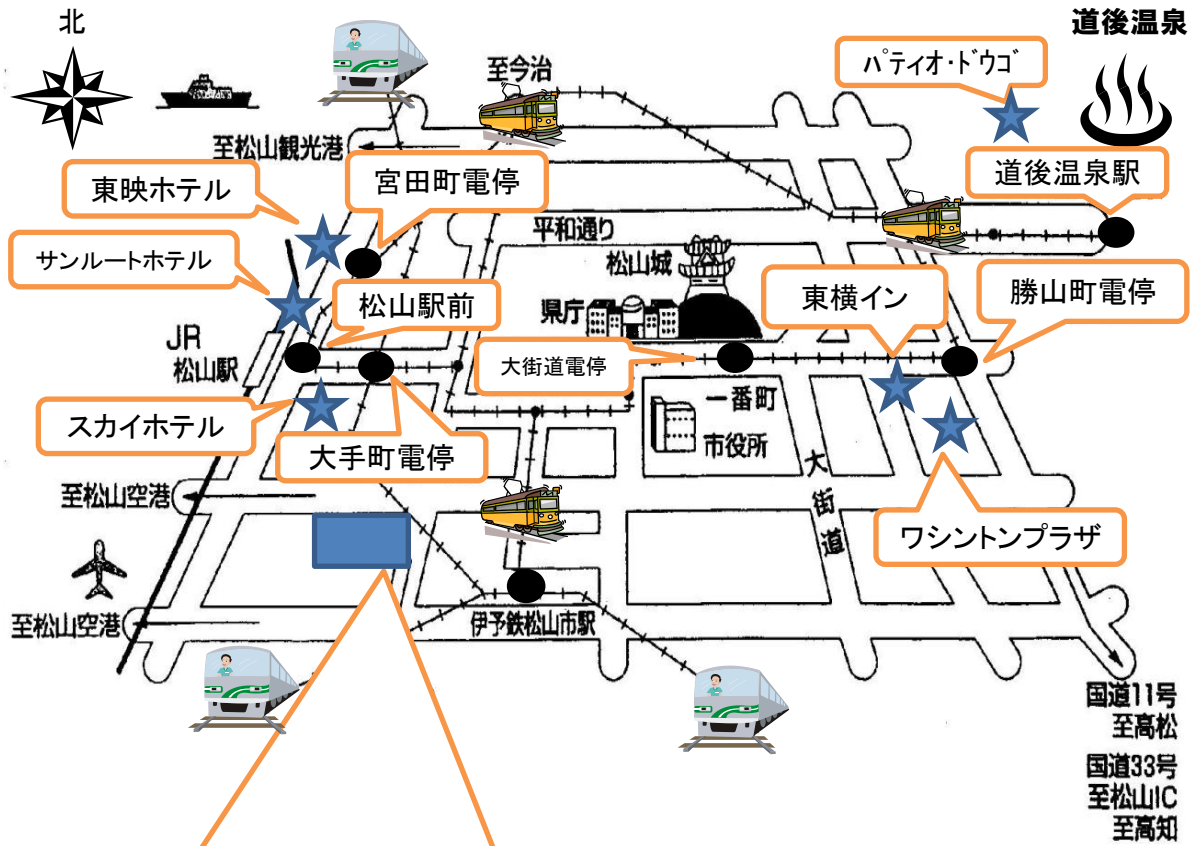 北
道後温泉
パティオ・ドウゴ
至今治
至松山観光港
道後温泉駅
東映ホテル
宮田町電停
平和通り
サンルートホテル
松山城
東横イン
勝山町電停
松山駅前
県庁
JR
松山駅
大街道電停
一番町
スカイホテル
大手町電停
市役所
大街道
至松山空港
ワシントンプラザ
至松山空港
伊予鉄松山市駅
国道11号
至高松
国道33号
至松山IC
至高知